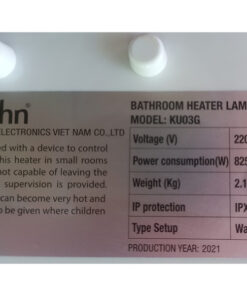 hn®
ELECTRONICS VIET NAM CO.,LTD
ed with a device to control
his heater in small rooms
not capable of leaving the
supervision is provided.
can become very hot and
to be given where children
BATHROOM HEATER LAM
MODEL: KU03G
Voltage (V) 220
Power consumption(W) 825
Weight (Kg) 2.1
IP protection IPX
Type Setup Wa
PRODUCTION YEAR: 2021